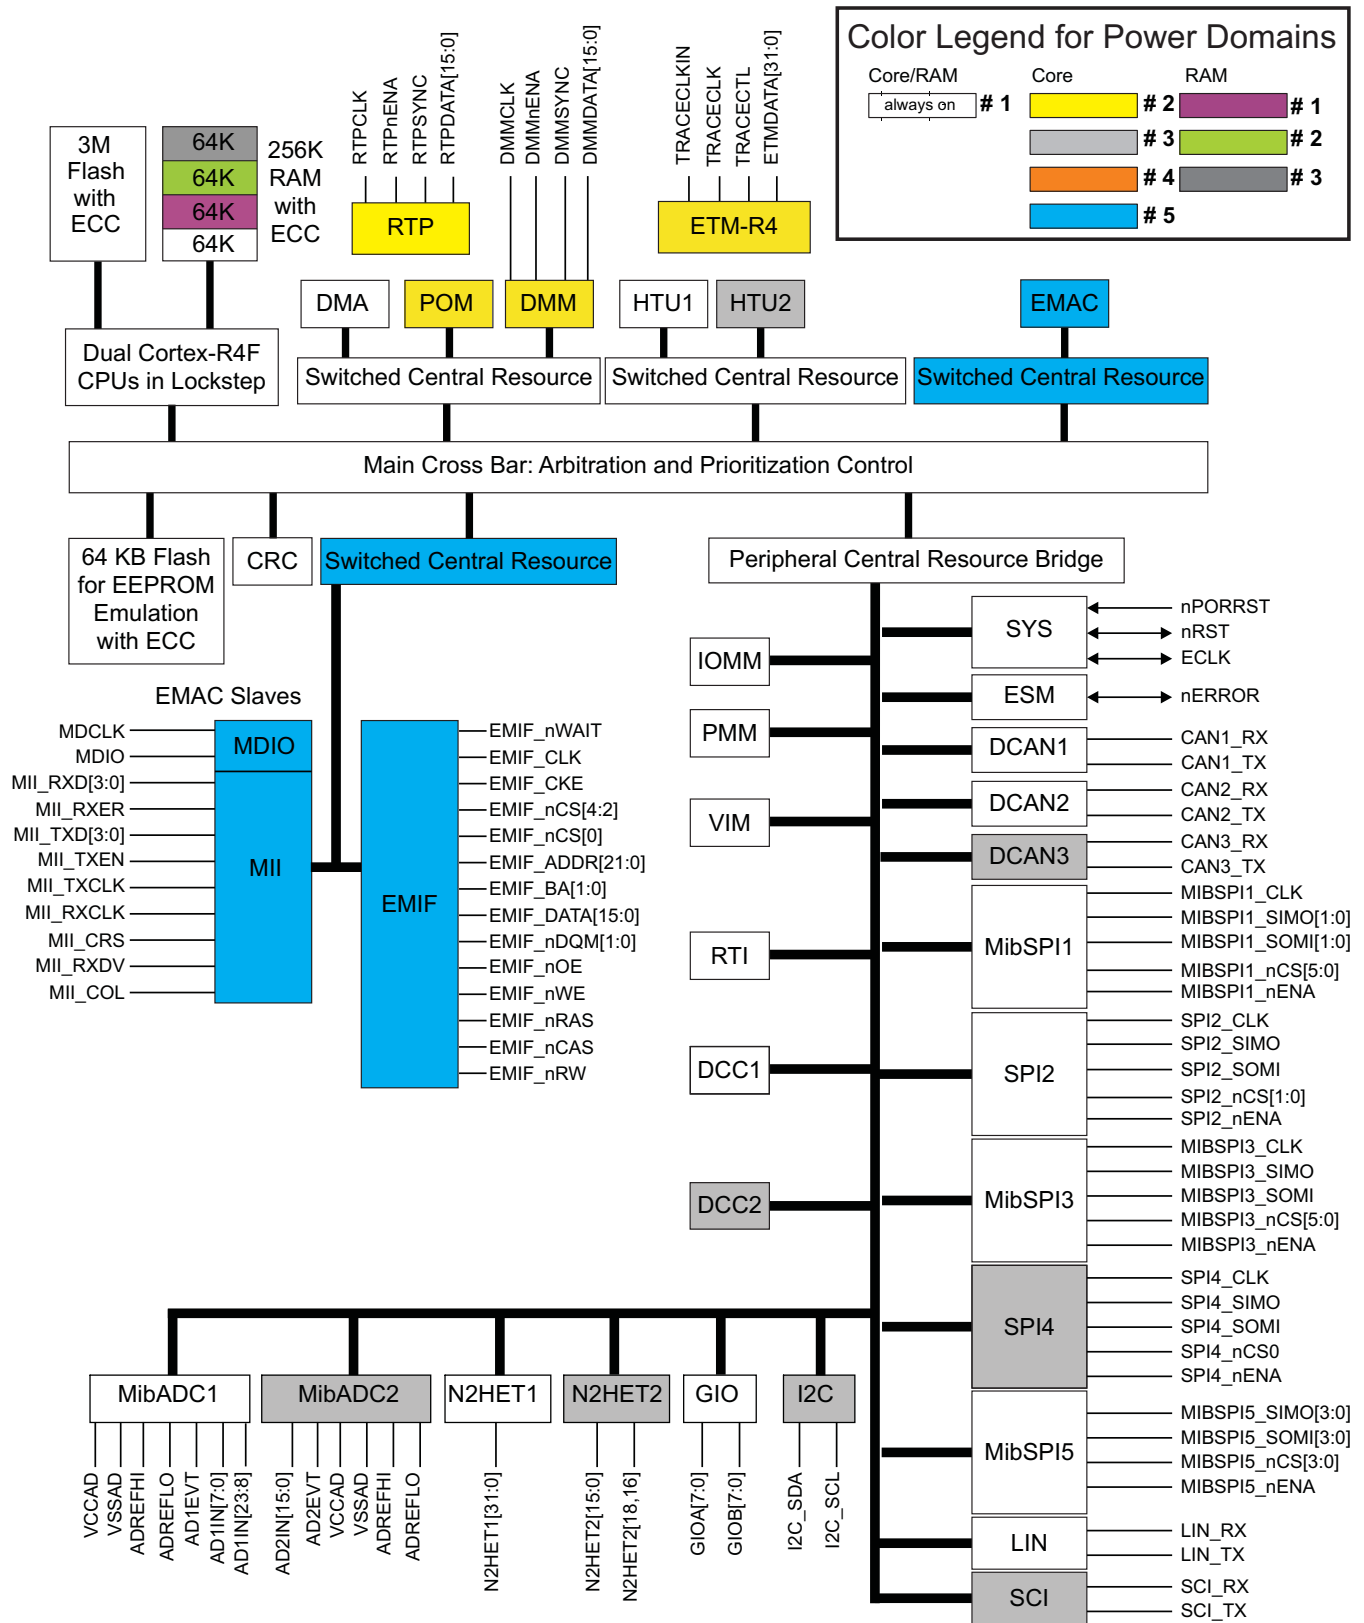 Color Legend for Power Domains
Core/RAM
Core
RAM
always on
# 1
# 2
# 1
# 3
# 2
# 4
# 3
# 5
3M
Flash
with
ECC
64K
64K
64K
64K
256K
RAM
with
ECC
RTPCLK
RTPnENA
RTPSYNC
RTPDATA[15:0]
RTP
DMMCLK
DMMnENA
DMMSYNC
DMMDATA[15:0]
TRACECLKIN
TRACECLK
TRACECTL
ETMDATA[31:0]
ETM-R4
DMA
POM
DMM
HTU1
HTU2
EMAC
Dual Cortex-R4F
CPUs in Lockstep
Switched Central Resource
Switched Central Resource
Switched Central Resource
Main Cross Bar: Arbitration and Prioritization Control
64 KB Flash
for EEPROM
Emulation
with ECC
CRC
Switched Central Resource
Peripheral Central Resource Bridge
EMAC Slaves
MDCLK
MDIO
MII_RXD[3:0]
MII_RXER
MII_TXD[3:0]
MII_TXEN
MII_TXCLK
MII_RXCLK
MII_CRS
MII_RXDV
MII_COL
MDIO
MII
EMIF
EMIF_nWAIT
EMIF_CLK
EMIF_CKE
EMIF_nCS[4:2]
EMIF_nCS[0]
EMIF_ADDR[21:0]
EMIF_BA[1:0]
EMIF_DATA[15:0]
EMIF_nDQM[1:0]
EMIF_nOE
EMIF_nWE
EMIF_nRAS
EMIF_nCAS
EMIF_nRW
IOMM
PMM
VIM
RTI
DCC1
DCC2
SYS
nPORRST
nRST
ECLK
ESM
nERROR
DCAN1
CAN1_RX
CAN1_TX
DCAN2
CAN2_RX
CAN2_TX
DCAN3
CAN3_RX
CAN3_TX
MibSPI1
MIBSPI1_CLK
MIBSPI1_SIMO[1:0]
MIBSPI1_SOMI[1:0]
MIBSPI1_nCS[5:0]
MIBSPI1_nENA
SPI2
SPI2_CLK
SPI2_SIMO
SPI2_SOMI
SPI2_nCS[1:0]
SPI2_nENA
MibSPI3
MIBSPI3_CLK
MIBSPI3_SIMO
MIBSPI3_SOMI
MIBSPI3_nCS[5:0]
MIBSPI3_nENA
SPI4
SPI4_CLK
SPI4_SIMO
SPI4_SOMI
SPI4_nCS0
SPI4_nENA
MibSPI5
MIBSPI5_SIMO[3:0]
MIBSPI5_SOMI[3:0]
MIBSPI5_nCS[3:0]
MIBSPI5_nENA
LIN
LIN_RX
LIN_TX
SCI
SCI_RX
SCI_TX
MibADC1
MibADC2
N2HET1
N2HET2
GIO
I2C
VCCAD
VSSAD
ADREFHI
ADREFLO
AD1EVT
AD1IN[7:0]
AD1IN[23:8]
AD2IN[15:0]
AD2EVT
VCCAD
VSSAD
ADREFHI
ADREFLO
N2HET1[31:0]
N2HET2[15:0]
N2HET2[18,16]
GIOA[7:0]
GIOB[7:0]
I2C_SDA
I2C_SCL